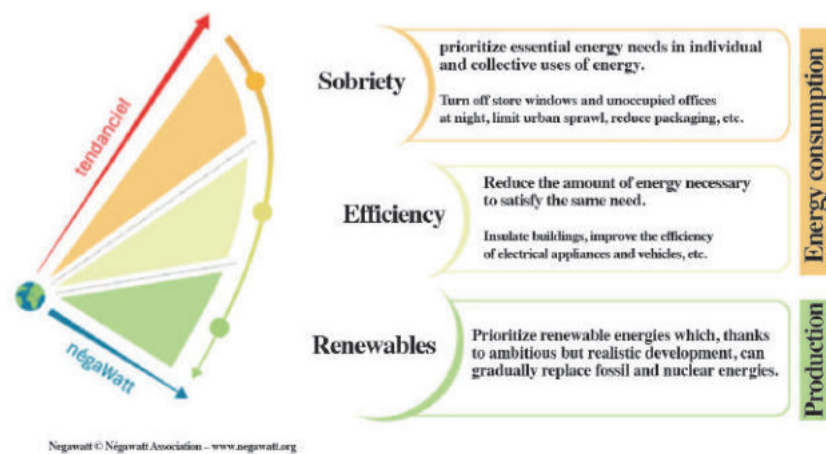 tendanciel
négaWatt
Sobriety
prioritize essential energy needs in individual
and collective uses of energy.
Turn off store windows and unoccupied offices
at night, limit urban sprawl, reduce packaging, etc.
Efficiency
Reduce the amount of energy necessary
to satisfy the same need.
Insulate buildings, improve the efficiency
of electrical appliances and vehicles, etc.
Energy consumption
Renewables
Prioritize renewable energies which, thanks
to ambitious but realistic development, can
gradually replace fossil and nuclear energies.
Production
Negawatt © Négawatt Association – www.negawatt.org